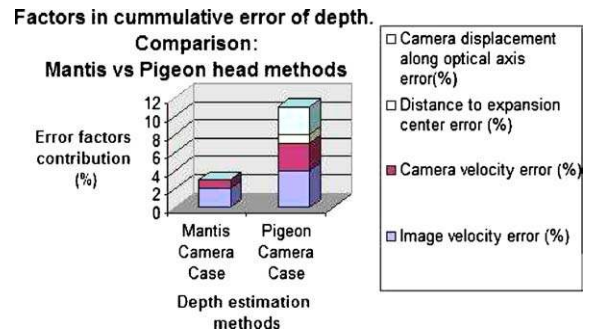 Factors in cummulative error of depth.
Comparison:
Mantis vs Pigeon head methods
12
10
8
6
4
2
0
Error factors
contribution
(%)
Mantis
Camera
Case
Pigeon
Camera
Case
Depth estimation
methods
Camera displacement
along optical axis
error(%)
Distance to expansion
center error (%)
Camera velocity error (%)
Image velocity error (%)